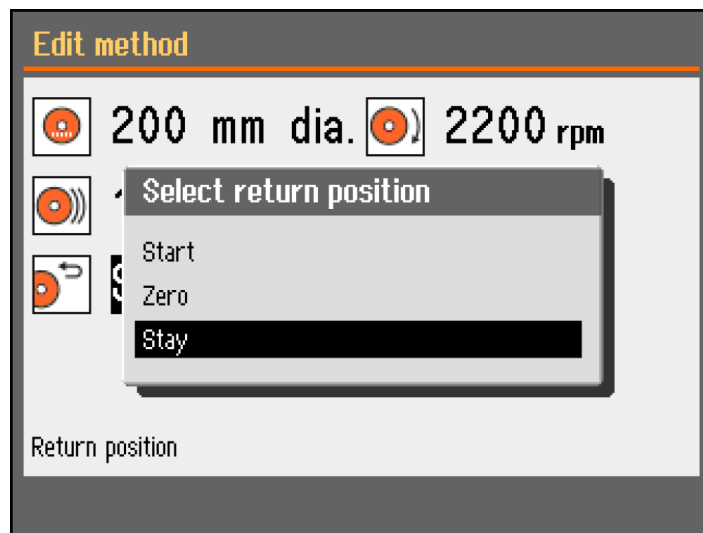 Edit method
200 mm dia. 2200 rpm
Select return position
Start
Zero
Stay
Return position